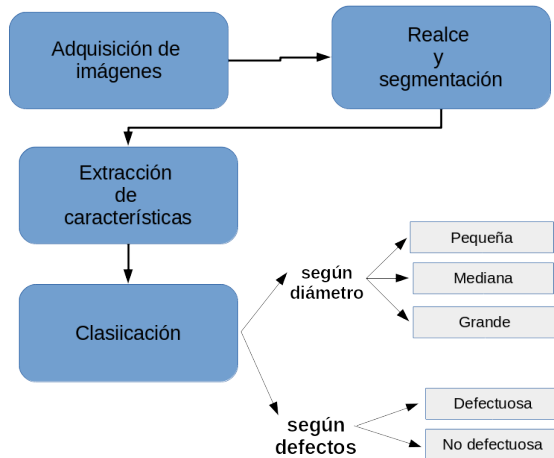 Adquisición de
imágenes
Realce
y
segmentación
Extracción
de
características
Clasiicación
según
diámetro
Pequeña
Mediana
Grande
según
defectos
Defectuosa
No defectuosa